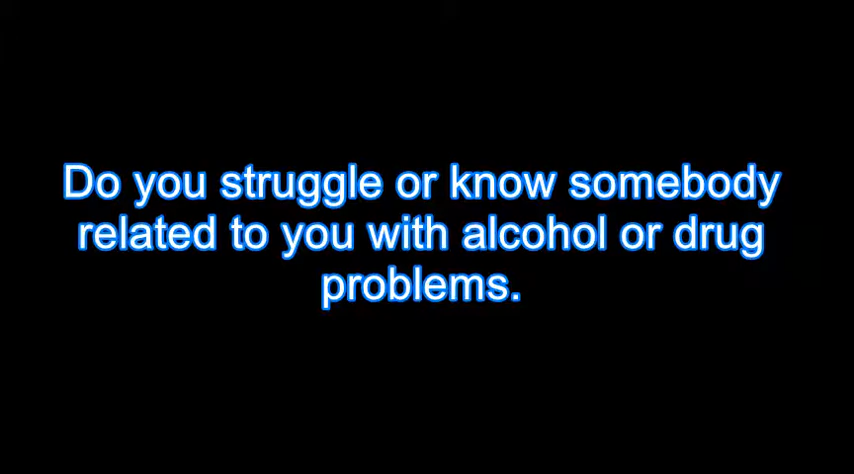 Do you struggle or know somebody
related to you with alcohol or drug
problems.